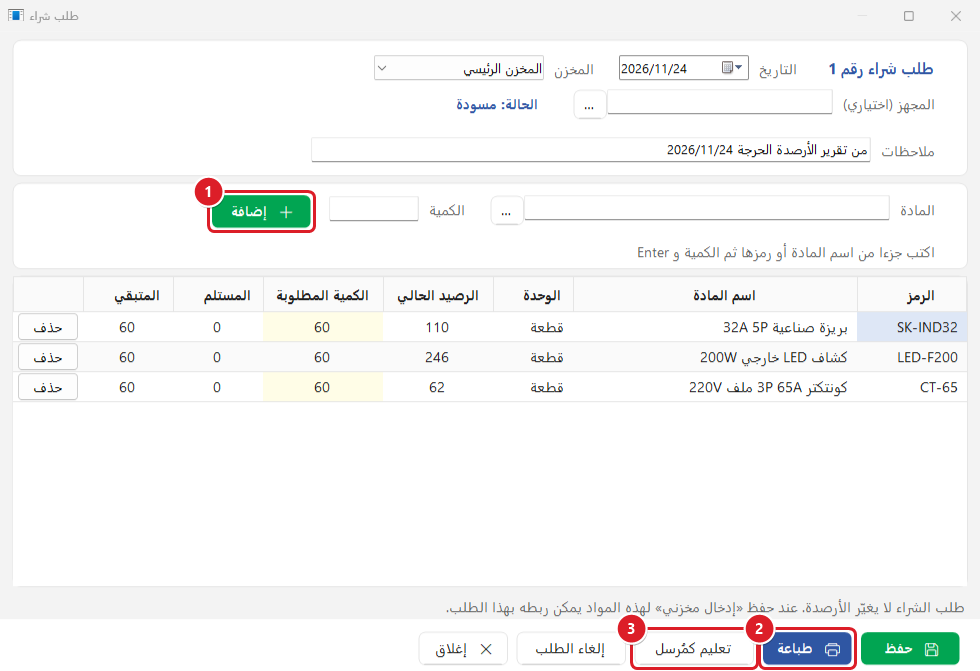 طلب شراء
طلب شراء رقم 1 التاريخ 2026/11/24 المخزن المخزن الرئيسي
المجهز (اختياري) ... الحالة: مسودة
ملاحظات من تقرير الأرصدة الحرجة 2026/11/24
المادة ... الكمية + إضافة 1
اكتب جزءا من اسم المادة أو رمزها ثم الكمية و Enter
الرمز اسم المادة الوحدة الرصيد الحالي الكمية المطلوبة المستلم المتبقي
SK-IND32 بريزة صناعية 32A 5P قطعة 110 60 0 60 حذف
LED-F200 كشاف LED خارجي 200W قطعة 246 60 0 60 حذف
CT-65 كونتكتر 3P 65A ملف 220V قطعة 62 60 0 60 حذف
طلب الشراء لا يغيّر الأرصدة. عند حفظ «إدخال مخزني» لهذه المواد يمكن ربطه بهذا الطلب.
حفظ 2 طباعة 3 تعليم كمُرسل إلغاء الطلب إغلاق